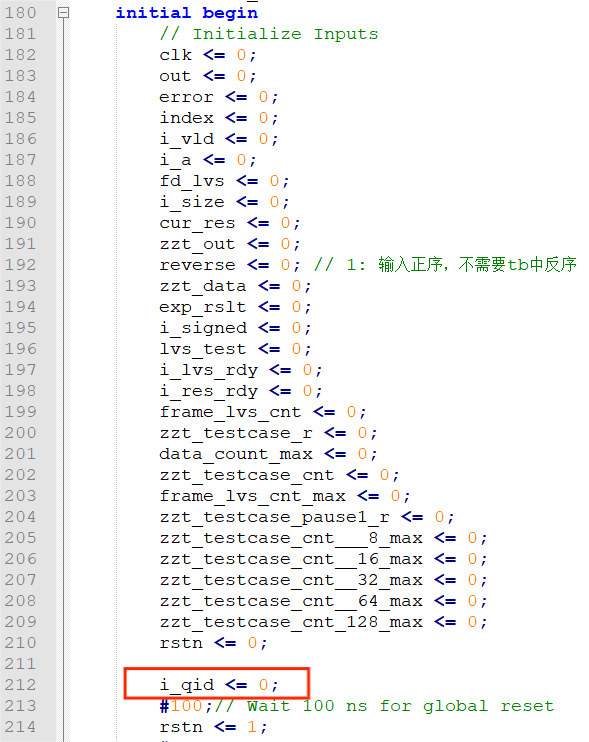 180 initial begin
181 // Initialize Inputs
182 clk <= 0;
183 out <= 0;
184 error <= 0;
185 index <= 0;
186 i_vld <= 0;
187 i_a <= 0;
188 fd_lvs <= 0;
189 i_size <= 0;
190 cur_res <= 0;
191 zzt_out <= 0;
192 reverse <= 0; // 1: 输入正序，不需要tb中反序
193 zzt_data <= 0;
194 exp_rslt <= 0;
195 i_signed <= 0;
196 lvs_test <= 0;
197 i_lvs_rdy <= 0;
198 i_res_rdy <= 0;
199 frame_lvs_cnt <= 0;
200 zzt_testcase_r <= 0;
201 data_count_max <= 0;
202 zzt_testcase_cnt <= 0;
203 frame_lvs_cnt_max <= 0;
204 zzt_testcase_pause1_r <= 0;
205 zzt_testcase_cnt___8_max <= 0;
206 zzt_testcase_cnt__16_max <= 0;
207 zzt_testcase_cnt__32_max <= 0;
208 zzt_testcase_cnt__64_max <= 0;
209 zzt_testcase_cnt_128_max <= 0;
210 rstn <= 0;
211
212 i_qid <= 0;
213 #100;// Wait 100 ns for global reset
214 rstn <= 1;